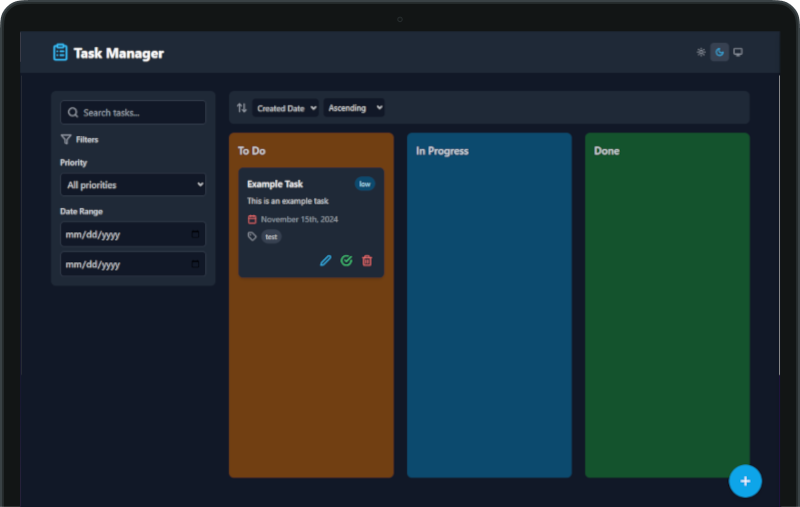 Task Manager
Search tasks...
Filters
Priority
All priorities
Date Range
mm/dd/yyyy
mm/dd/yyyy
Created Date
Ascending
To Do
Example Task
low
This is an example task
November 15th, 2024
test
In Progress
Done